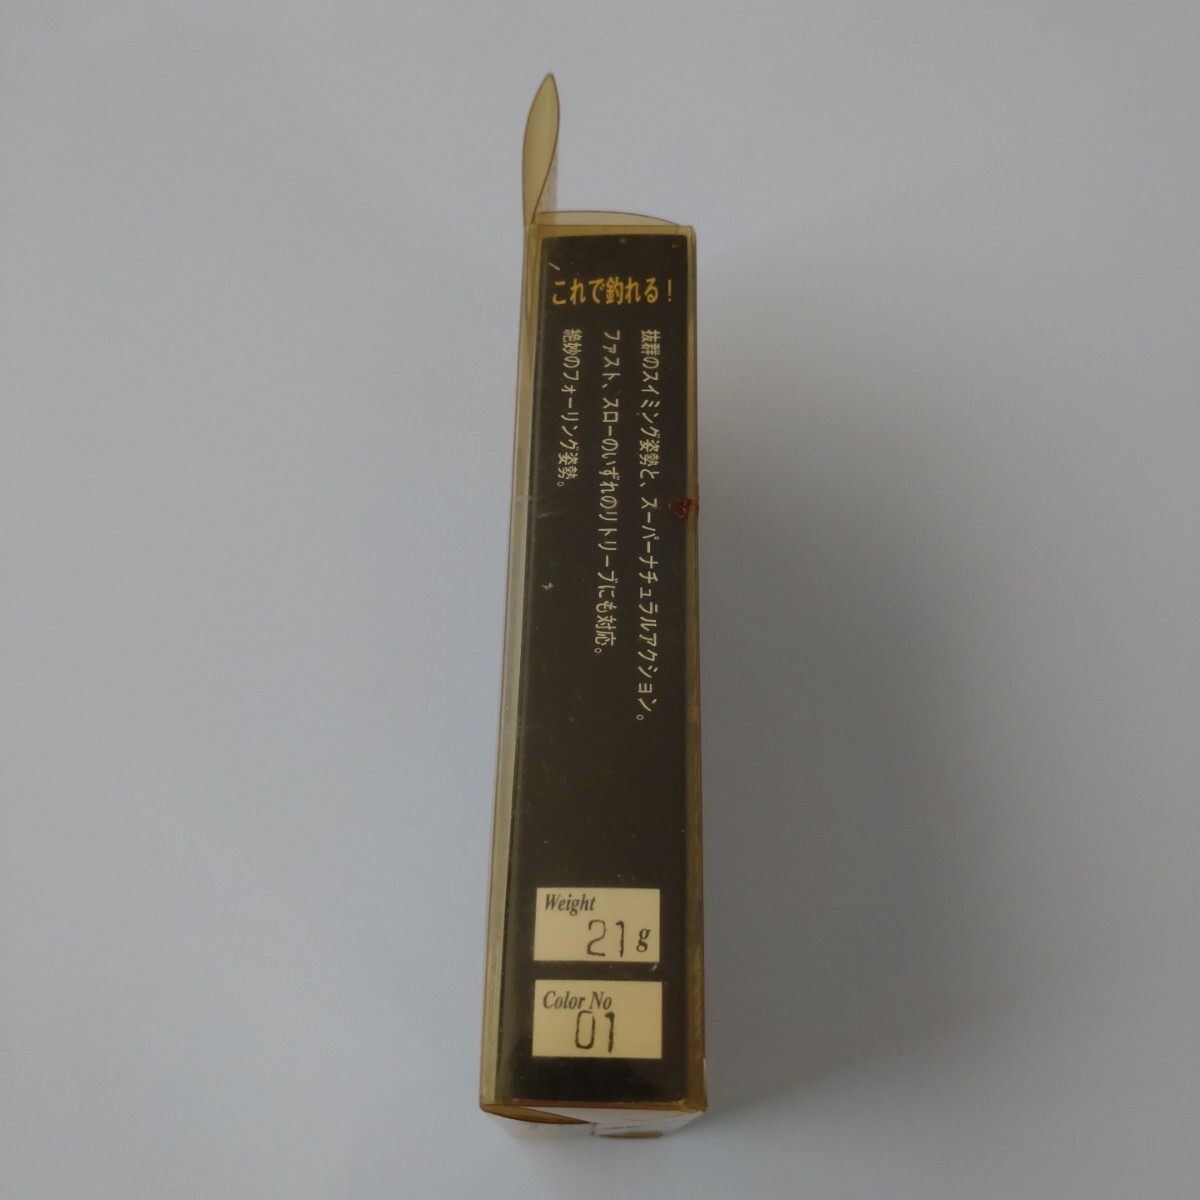 これで釣れる!
抜群のスイミング姿勢と、スーパーナチュラルアクション。
ファスト、スローのいずれのリトリーブにも対応。
絶妙のフォーリング姿勢。
Weight
21 g
Color No
01